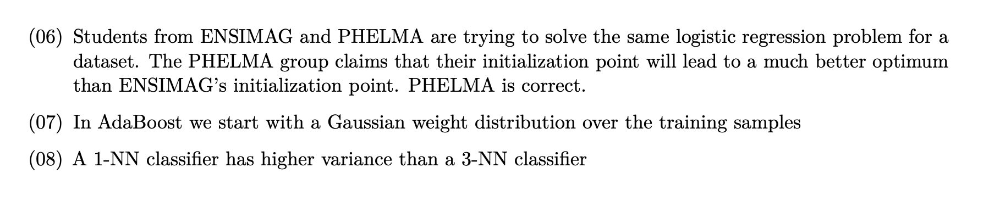 (06) Students from ENSIMAG and PHELMA are trying to solve the same logistic regression problem for a
dataset. The PHELMA group claims that their initialization point will lead to a much better optimum
than ENSIMAG's initialization point. PHELMA is correct.
(07) In AdaBoost we start with a Gaussian weight distribution over the training samples
(08) A 1-NN classifier has higher variance than a 3-NN classifier